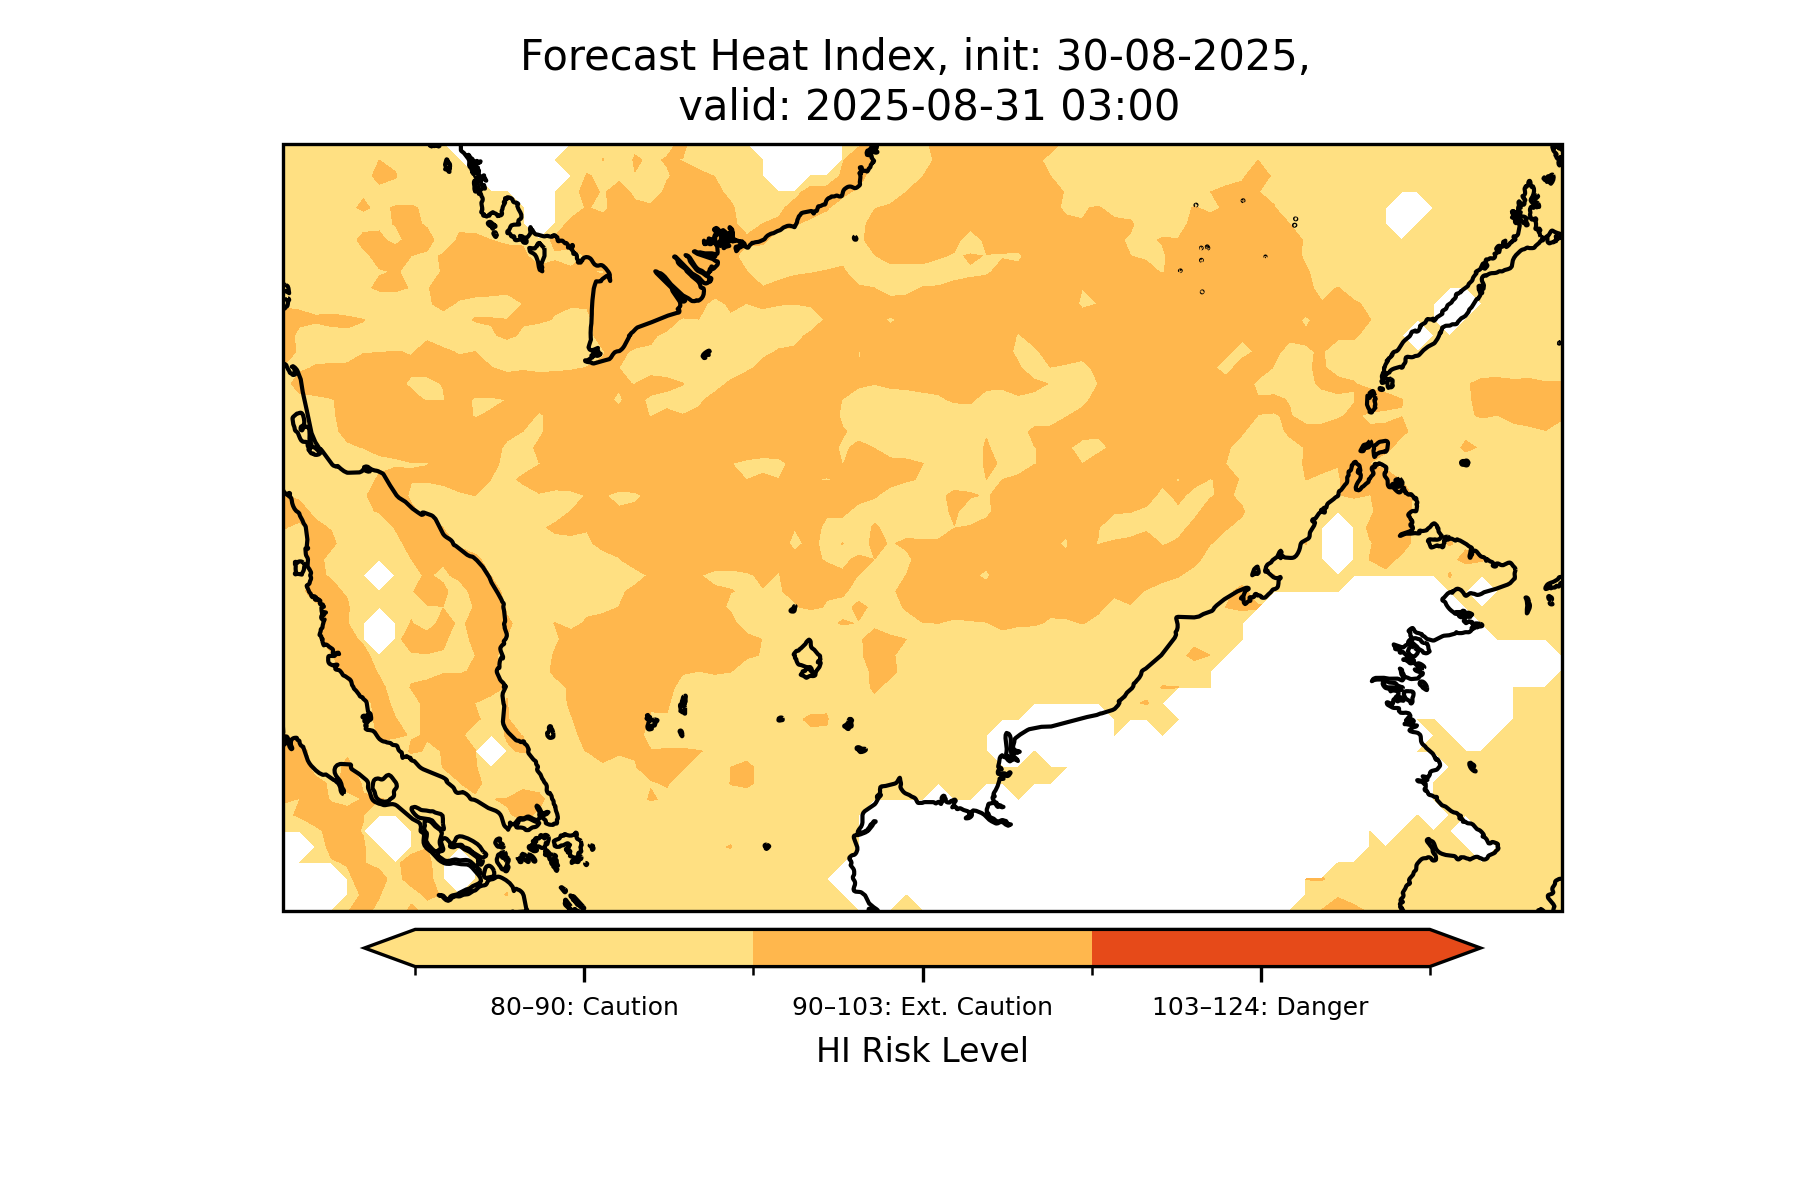 Forecast Heat Index, init: 30-08-2025,
valid: 2025-08-31 03:00
80–90: Caution
90–103: Ext. Caution
103–124: Danger
HI Risk Level